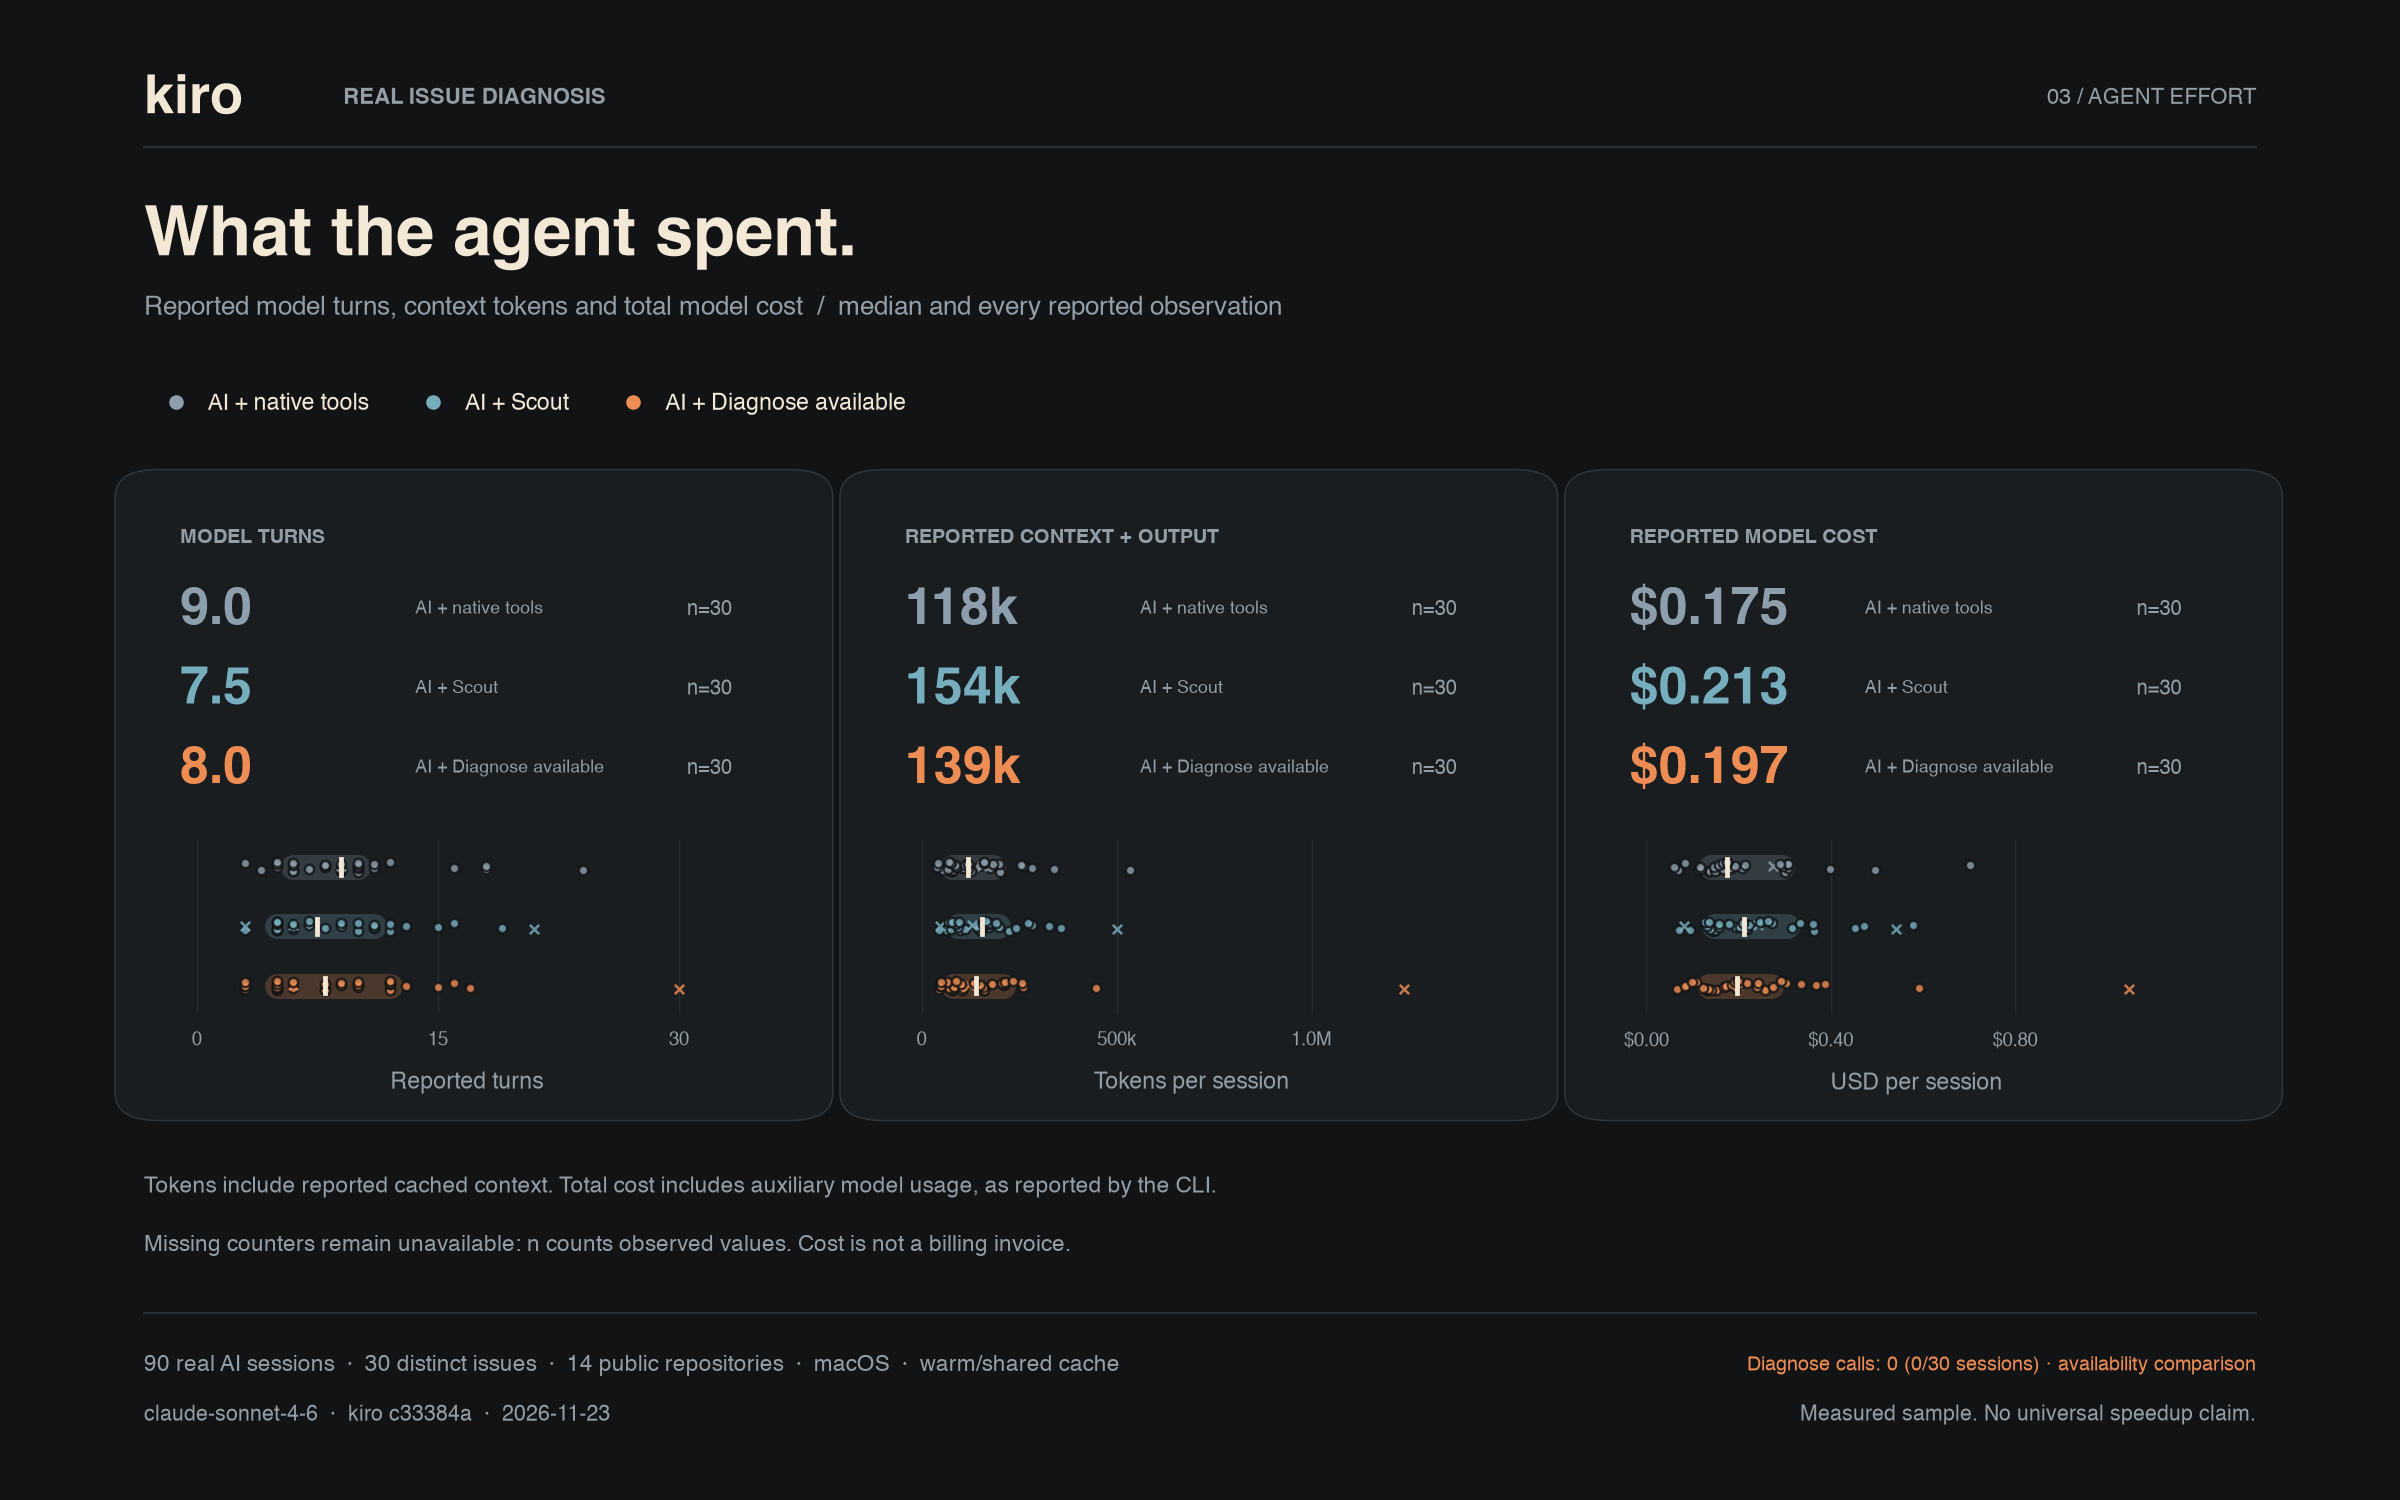 kiro REAL ISSUE DIAGNOSIS 03 / AGENT EFFORT
What the agent spent.
Reported model turns, context tokens and total model cost / median and every reported observation
AI + native tools AI + Scout AI + Diagnose available
MODEL TURNS
9.0 AI + native tools n=30
7.5 AI + Scout n=30
8.0 AI + Diagnose available n=30
0 15 30
Reported turns
REPORTED CONTEXT + OUTPUT
118k AI + native tools n=30
154k AI + Scout n=30
139k AI + Diagnose available n=30
0 500k 1.0M
Tokens per session
REPORTED MODEL COST
$0.175 AI + native tools n=30
$0.213 AI + Scout n=30
$0.197 AI + Diagnose available n=30
$0.00 $0.40 $0.80
USD per session
Tokens include reported cached context. Total cost includes auxiliary model usage, as reported by the CLI.
Missing counters remain unavailable: n counts observed values. Cost is not a billing invoice.
90 real AI sessions · 30 distinct issues · 14 public repositories · macOS · warm/shared cache
Diagnose calls: 0 (0/30 sessions) · availability comparison
claude-sonnet-4-6 · kiro c33384a · 2026-11-23
Measured sample. No universal speedup claim.